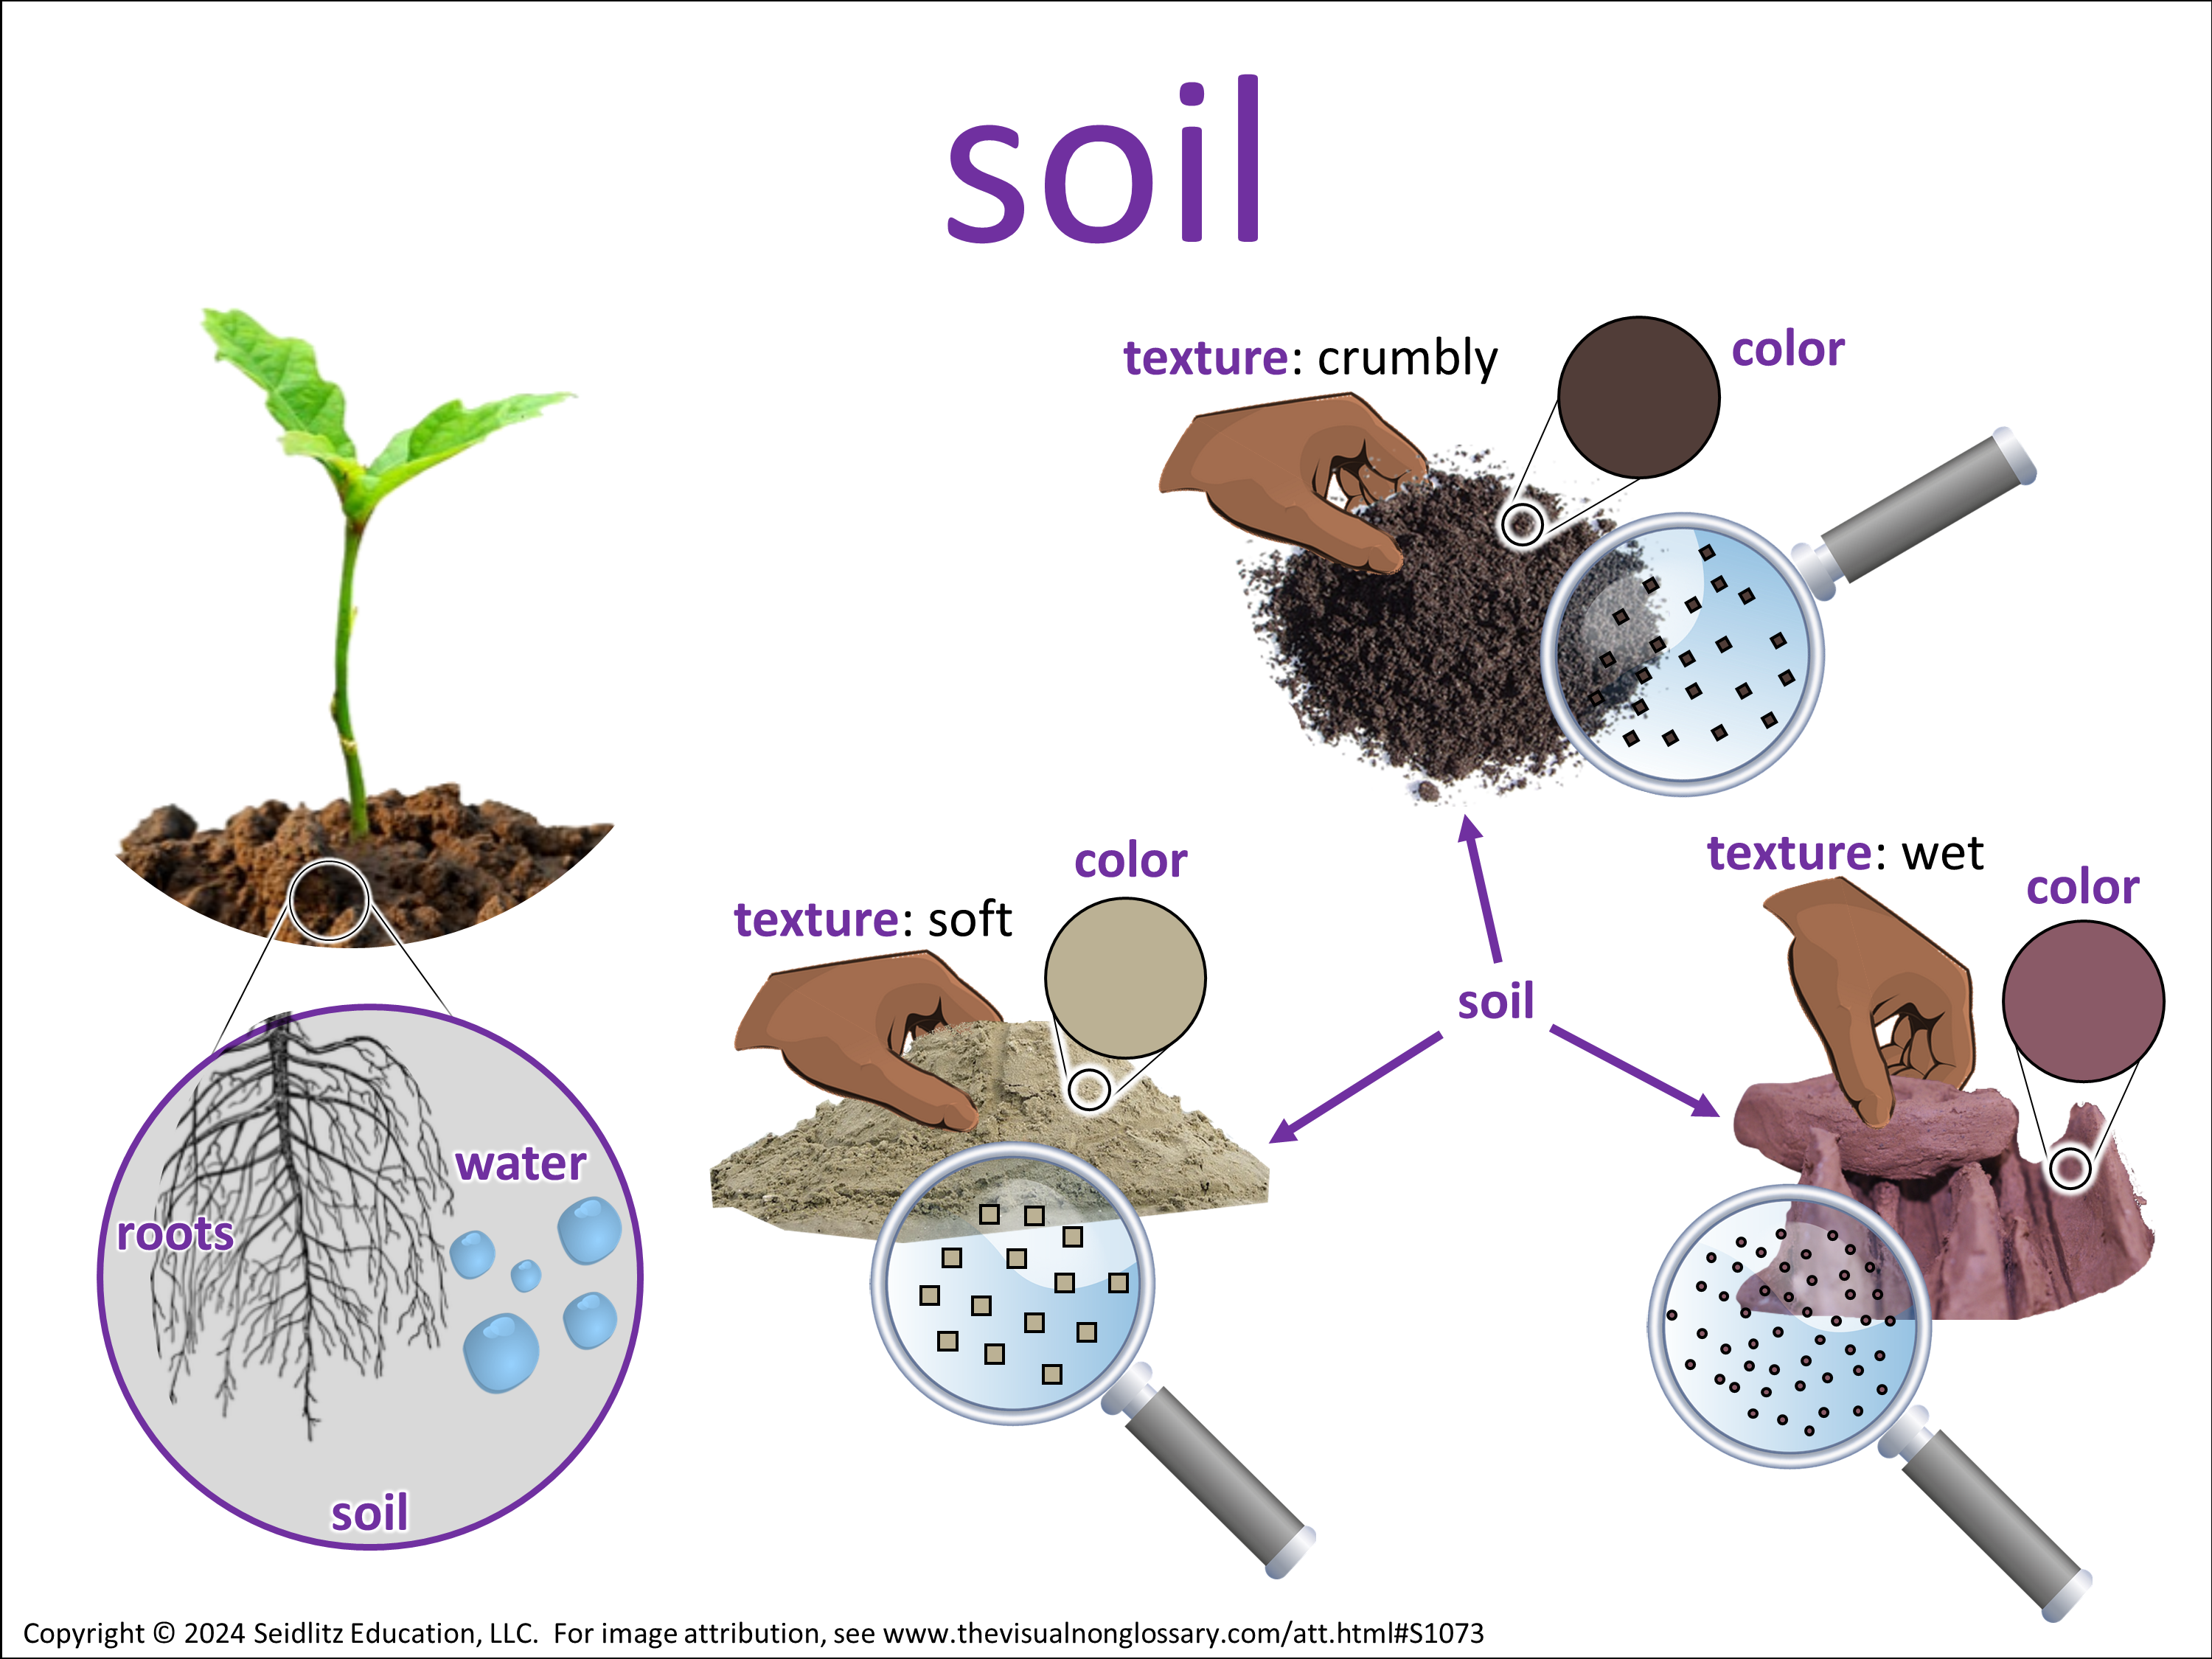 soil
texture: crumbly
color
color
texture: soft
texture: wet
color
soil
water
roots
soil
Copyright © 2024 Seidlitz Education, LLC.  For image attribution, see www.thevisualnonglossary.com/att.html#S1073